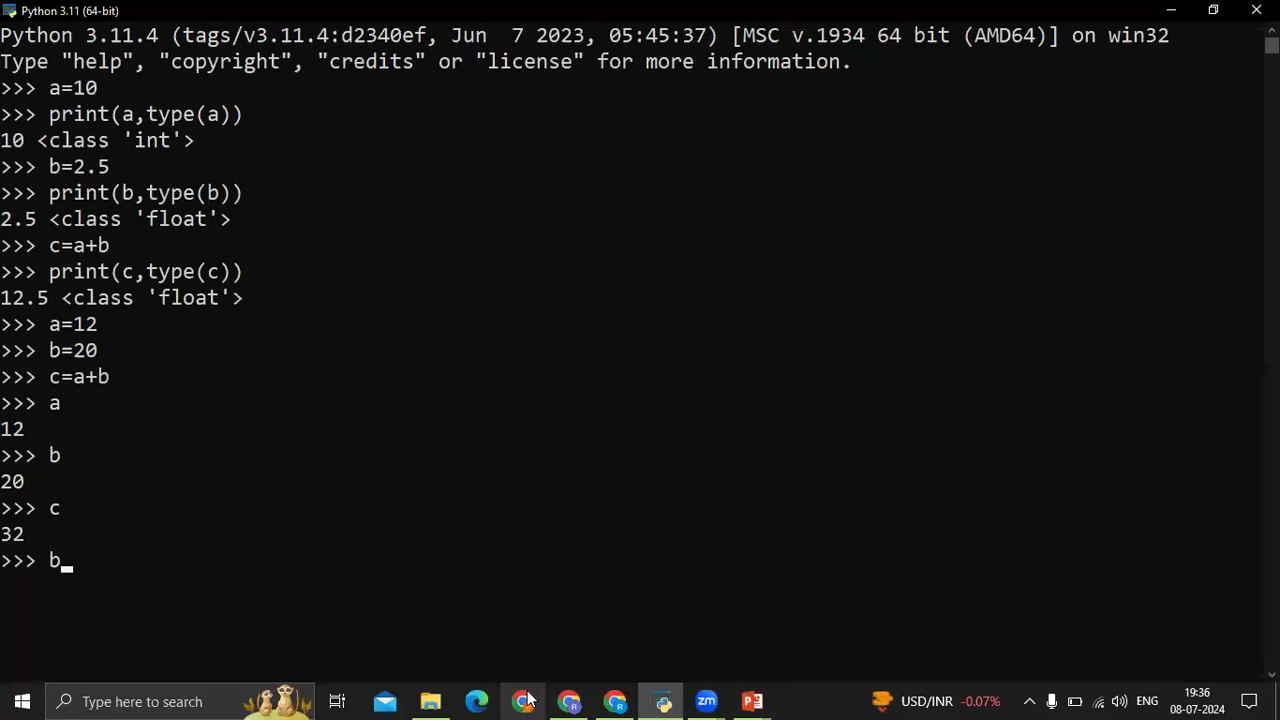 Python 3.11 (64-bit)
Python 3.11.4 (tags/v3.11.4:d2340ef, Jun  7 2023, 05:45:37) [MSC v.1934 64 bit (AMD64)] on win32
Type "help", "copyright", "credits" or "license" for more information.
>>> a=10
>>> print(a,type(a))
10 <class 'int'>
>>> b=2.5
>>> print(b,type(b))
2.5 <class 'float'>
>>> c=a+b
>>> print(c,type(c))
12.5 <class 'float'>
>>> a=12
>>> b=20
>>> c=a+b
>>> a
12
>>> b
20
>>> c
32
>>> b_
Type here to search
USD/INR -0.07%
ENG
19:36
08-07-2024